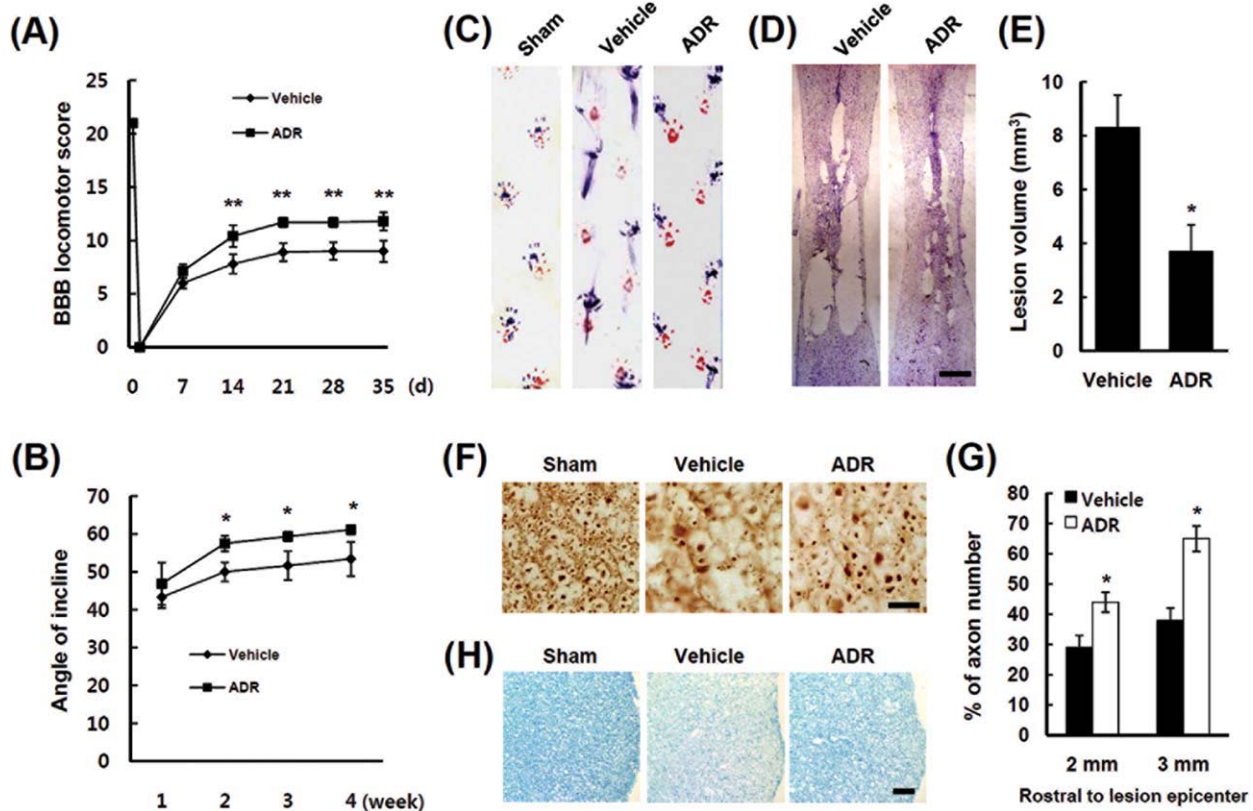 (A)
BBB locomotor score
25
20
15
10
5
0
Vehicle
ADR
** ** ** **
0 7 14 21 28 35 (d)
(B)
Angle of incline
70
60
50
40
30
20
10
0
* * *
Vehicle
ADR
1 2 3 4 (week)
(C)
Sham Vehicle ADR
(D)
Vehicle ADR
(E)
Lesion volume (mm³)
10
8
6
4
2
0
*
Vehicle ADR
(F)
Sham Vehicle ADR
(G)
% of axon number
80
70
60
50
40
30
20
10
0
Vehicle
ADR
* *
2 mm 3 mm
Rostral to lesion epicenter
(H)
Sham Vehicle ADR